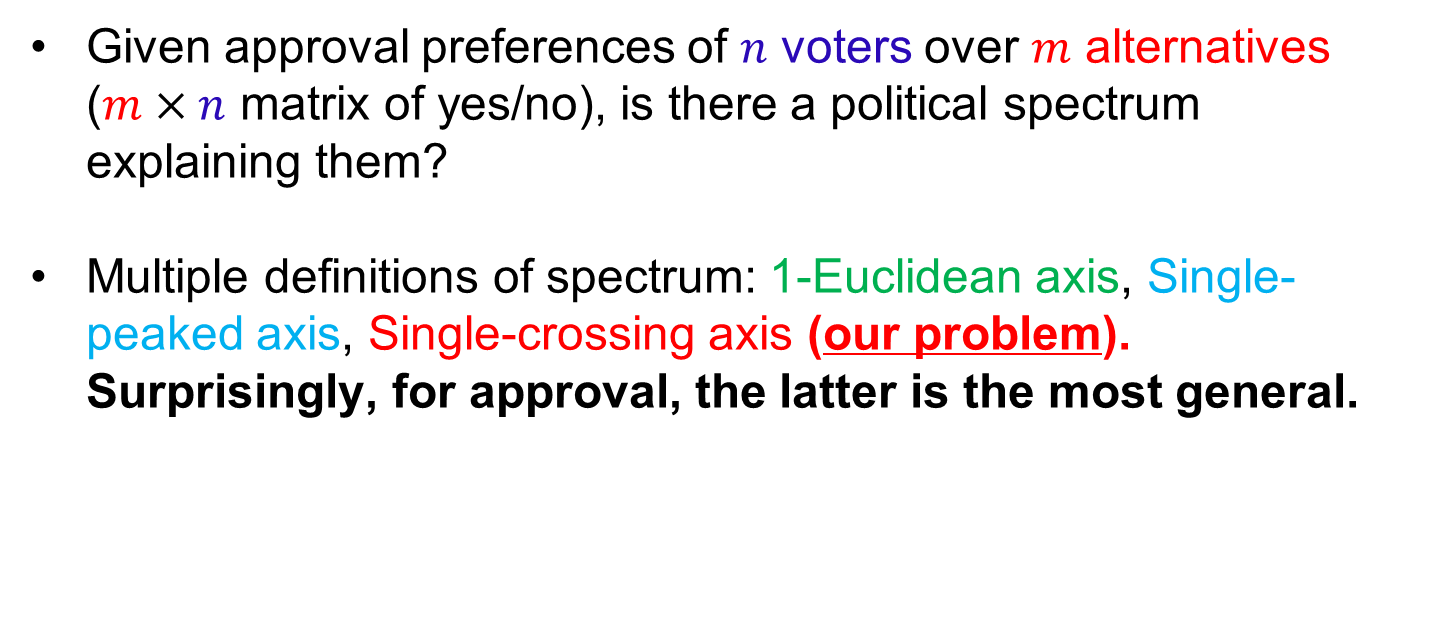 • Given approval preferences of n voters over m alternatives
(m × n matrix of yes/no), is there a political spectrum
explaining them?
• Multiple definitions of spectrum: 1-Euclidean axis, Single-
peaked axis, Single-crossing axis (our problem).
Surprisingly, for approval, the latter is the most general.